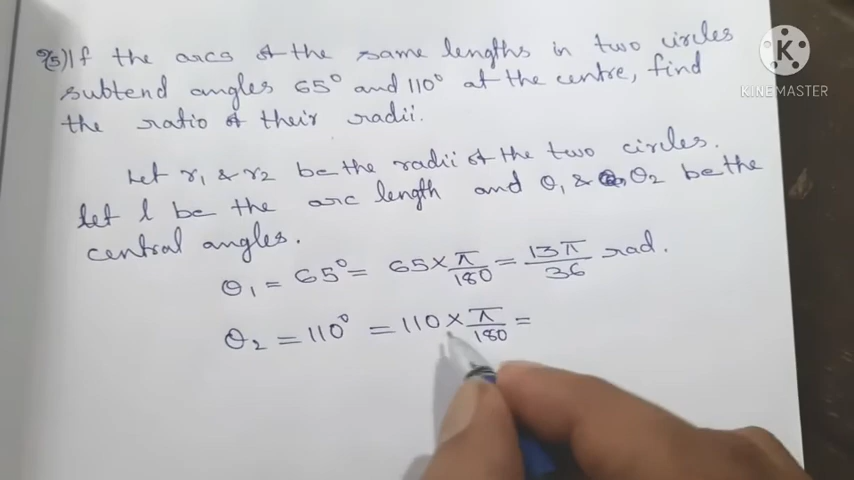 Q5) If the arcs of the same lengths in two circles
subtend angles 65° and 110° at the centre, find
the ratio of their radii.
Let r₁ & r₂ be the radii of the two circles.
let l be the arc length and θ₁ & θ₂ be the
central angles.
θ₁ = 65° = 65 × π/180 = 13π/36 rad.
θ₂ = 110° = 110 × π/180 =
K
KINEMASTER